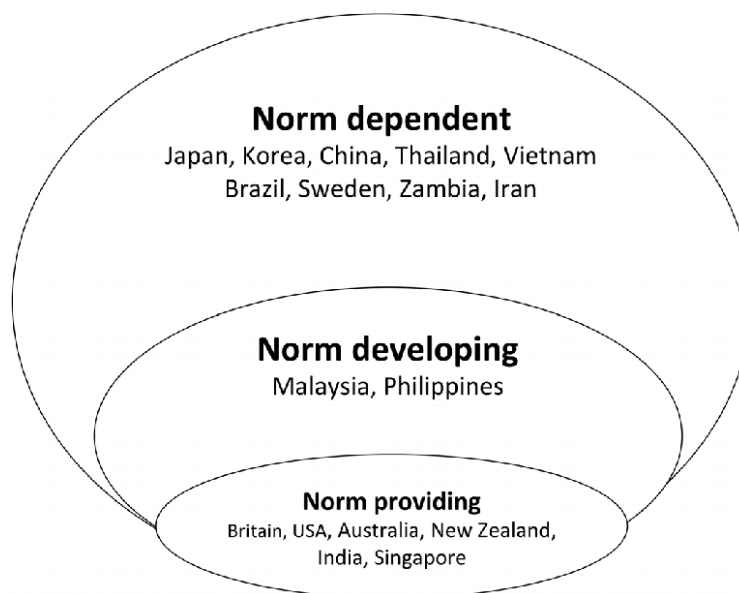 Norm dependent
Japan, Korea, China, Thailand, Vietnam
Brazil, Sweden, Zambia, Iran
Norm developing
Malaysia, Philippines
Norm providing
Britain, USA, Australia, New Zealand,
India, Singapore